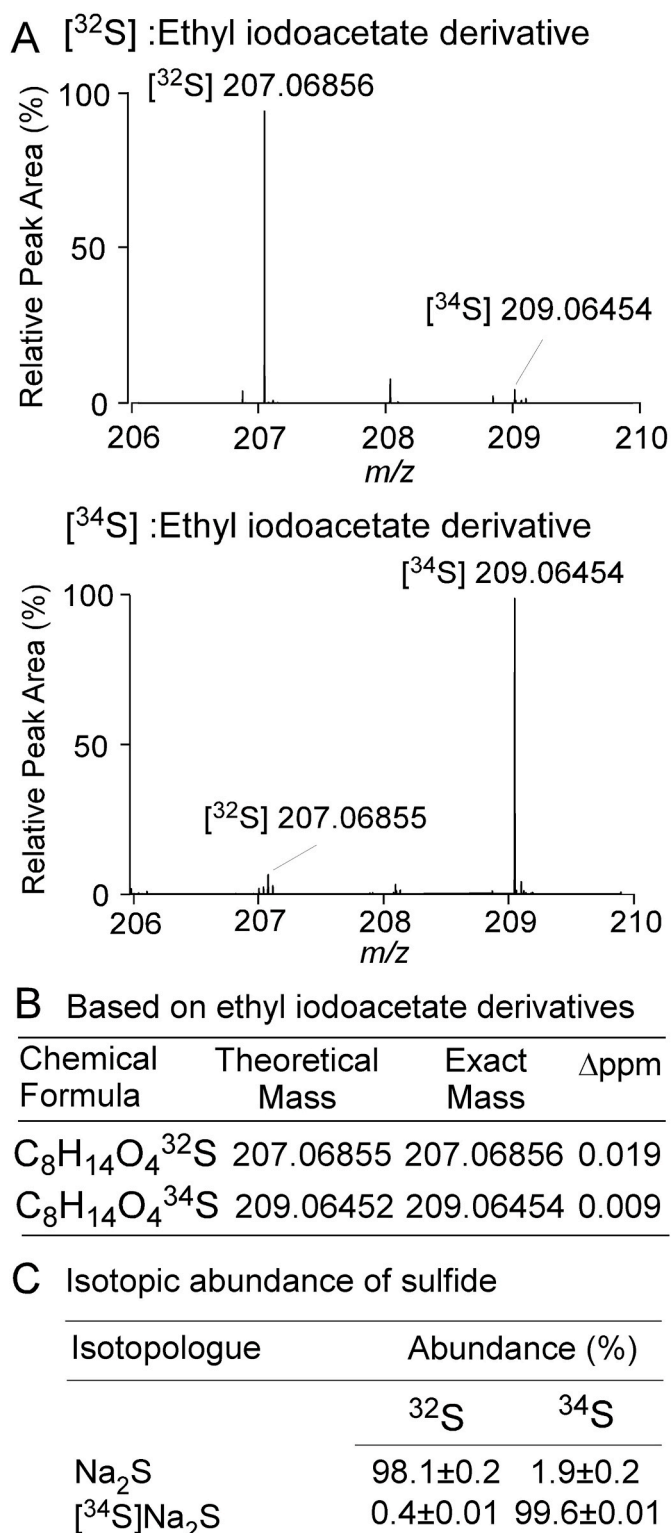 A [³²S] :Ethyl iodoacetate derivative
[³²S] 207.06856
Relative Peak Area (%)
100
50
0
[³⁴S] 209.06454
206 207 208 209 210
m/z
[³⁴S] :Ethyl iodoacetate derivative
[³⁴S] 209.06454
Relative Peak Area (%)
100
50
0
[³²S] 207.06855
206 207 208 209 210
m/z
B Based on ethyl iodoacetate derivatives
Chemical Theoretical Exact Δppm
Formula Mass Mass
C₈H₁₄O₄³²S 207.06855 207.06856 0.019
C₈H₁₄O₄³⁴S 209.06452 209.06454 0.009
C Isotopic abundance of sulfide
Isotopologue Abundance (%)
³²S ³⁴S
Na₂S 98.1±0.2 1.9±0.2
[³⁴S]Na₂S 0.4±0.01 99.6±0.01